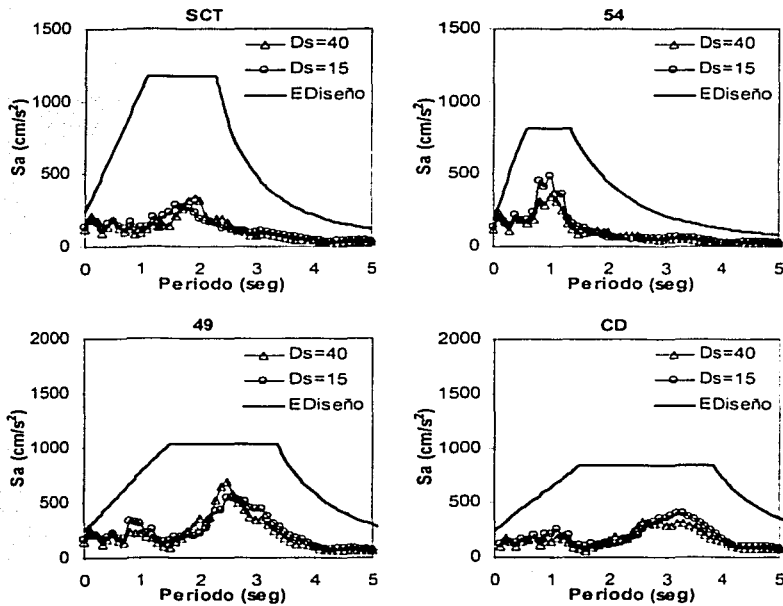 SCT
1500
1000
500
0
Sa (cm/s²)
Ds=40
Ds=15
EDiseño
0 1 2 3 4 5
Periodo (seg)
54
1500
1000
500
0
Sa (cm/s²)
Ds=40
Ds=15
EDiseño
0 1 2 3 4 5
Periodo (seg)
49
2000
1500
1000
500
0
Sa (cm/s²)
Ds=40
Ds=15
EDiseño
0 1 2 3 4 5
Periodo (seg)
CD
2000
1500
1000
500
0
Sa (cm/s²)
Ds=40
Ds=15
EDiseño
0 1 2 3 4 5
Periodo (seg)